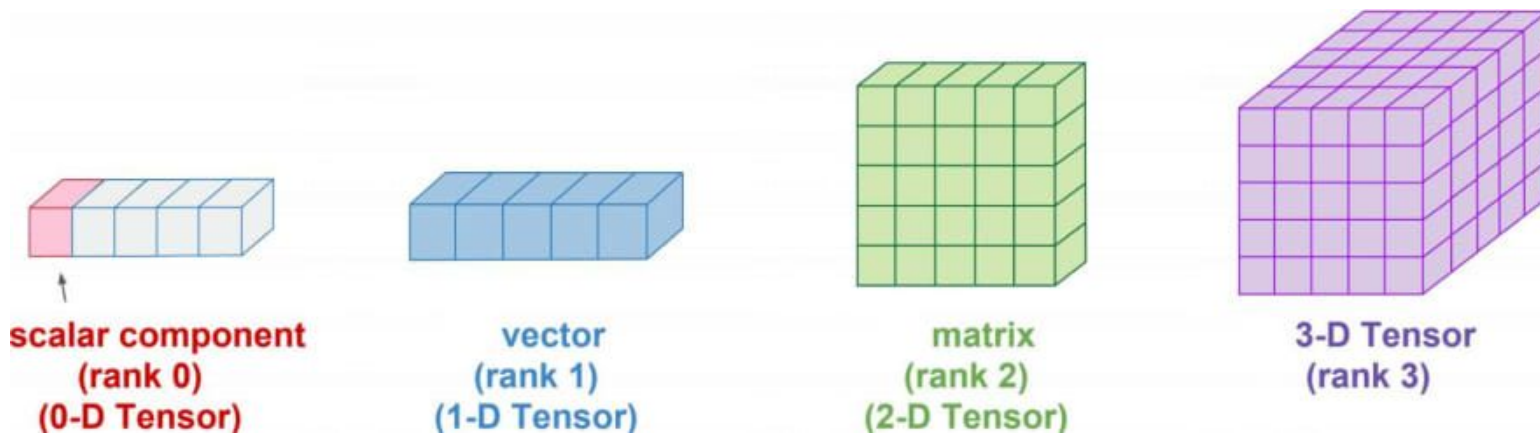 scalar component
(rank 0)
(0-D Tensor)
vector
(rank 1)
(1-D Tensor)
matrix
(rank 2)
(2-D Tensor)
3-D Tensor
(rank 3)